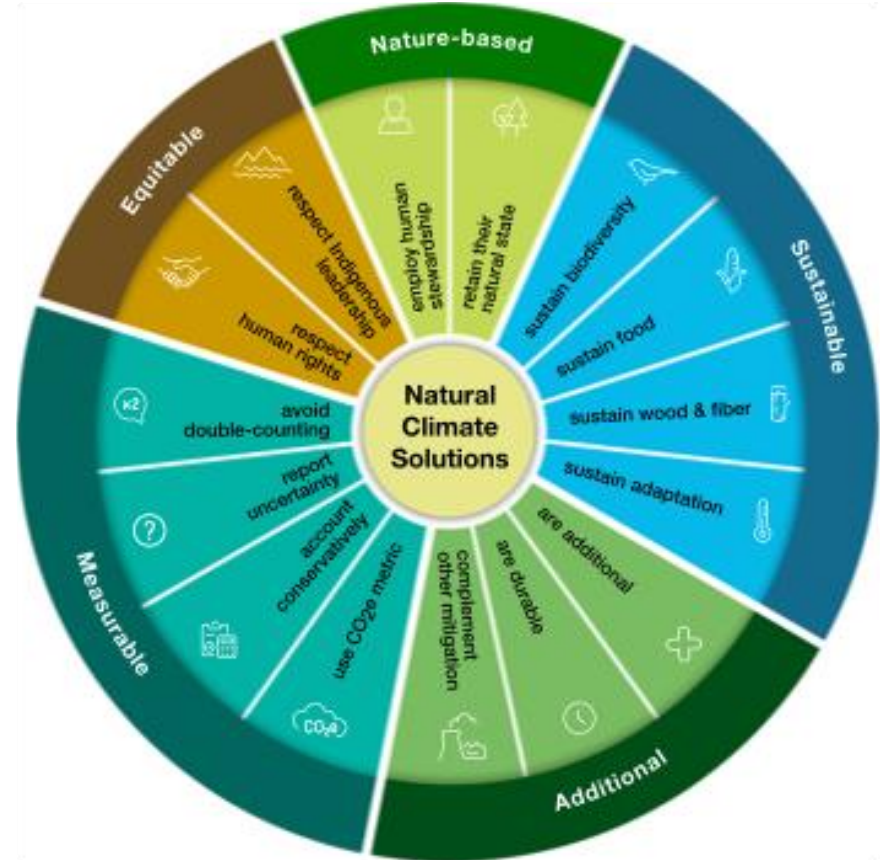 Nature-based
employ human
stewardship
retain their
natural state
Sustainable
sustain biodiversity
sustain food
sustain wood & fiber
sustain adaptation
Additional
are additional
are durable
complement
other mitigation
Measurable
use CO2e metric
account
conservatively
report
uncertainty
avoid
double-counting
Equitable
respect
human rights
respect Indigenous
leadership
Natural
Climate
Solutions
x2
?
CO2e